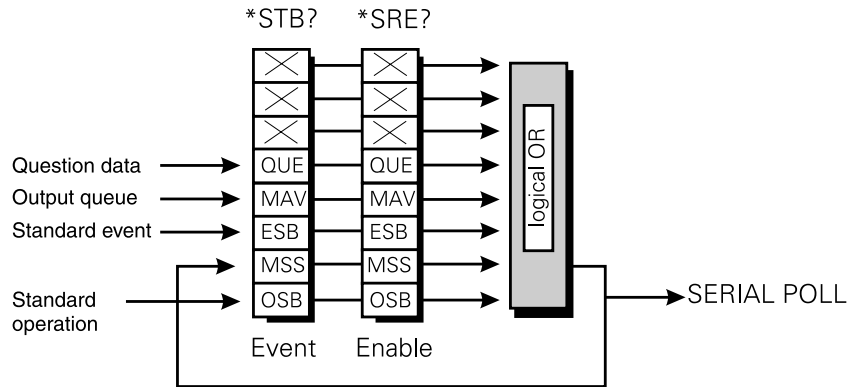 *STB? *SRE?
Question data QUE QUE
Output queue MAV MAV
Standard event ESB ESB
MSS MSS
Standard operation OSB OSB
logical OR
SERIAL POLL
Event Enable